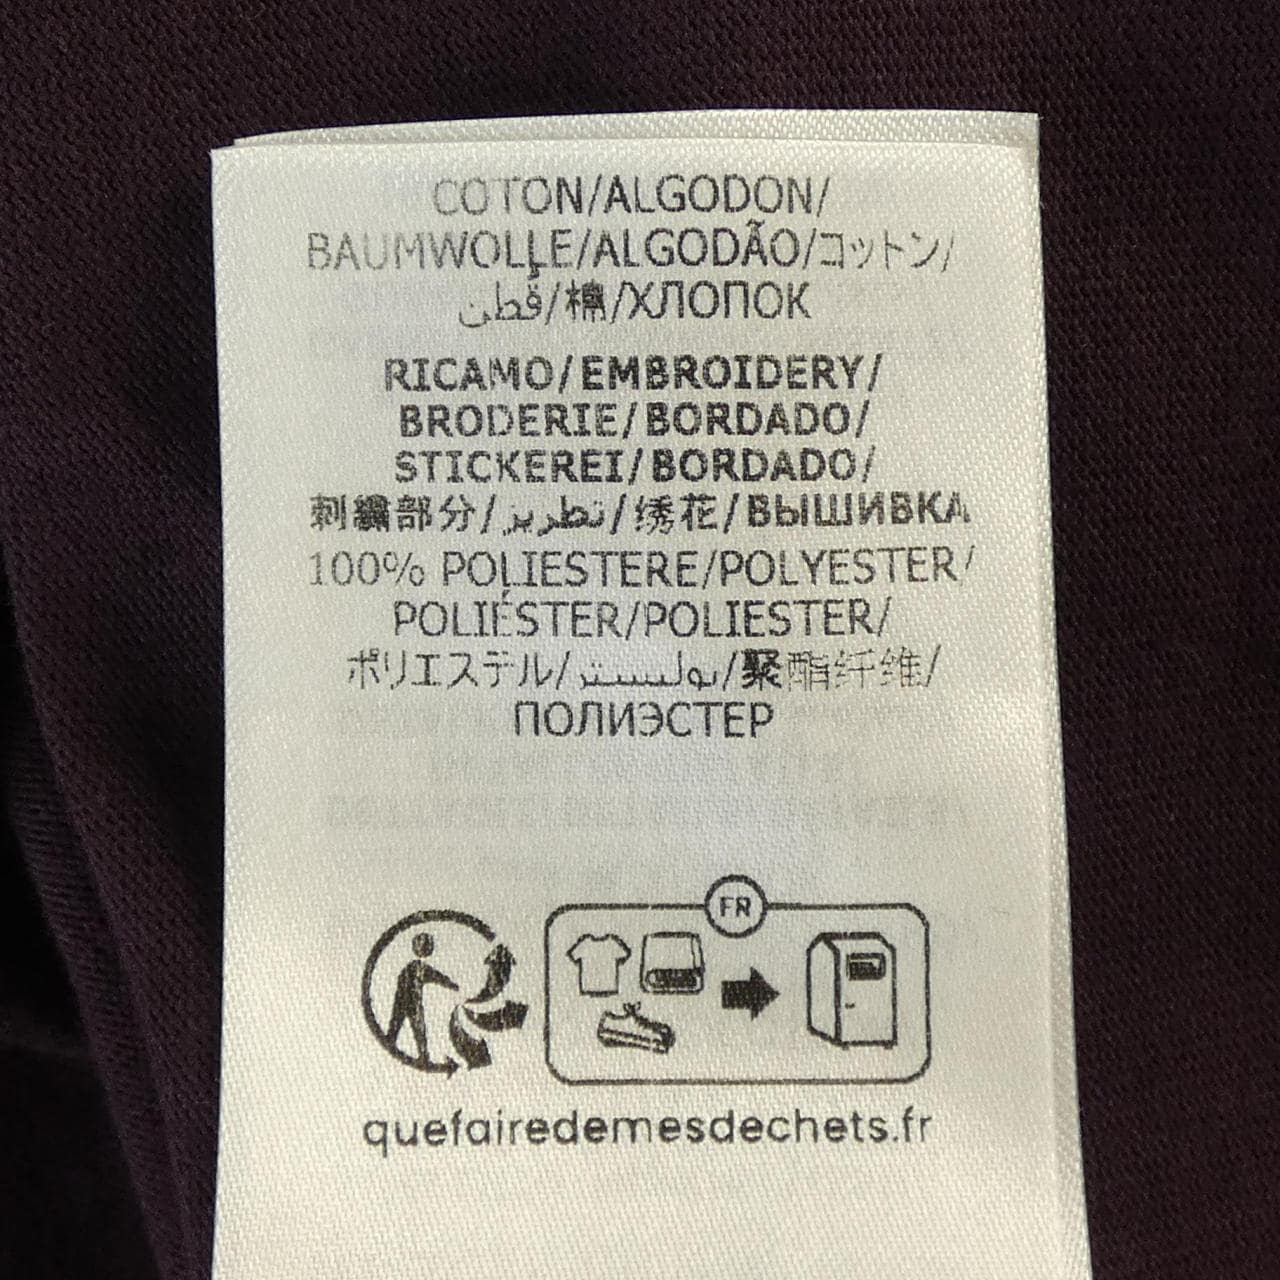 COTON/ALGODON/
BAUMWOLLE/ALGODÃO/コットン/
قطن/棉/ХЛОПОК
RICAMO/EMBROIDERY/
BRODERIE/BORDADO/
STICKEREI/BORDADO/
刺繍部分/تطريز/绣花/ВЫШИВКА
100% POLIESTERE/POLYESTER/
POLIÉSTER/POLIESTER/
ポリエステル/بوليستر/聚酯纤维/
ПОЛИЭСТЕР
FR
quefairedemesdechets.fr